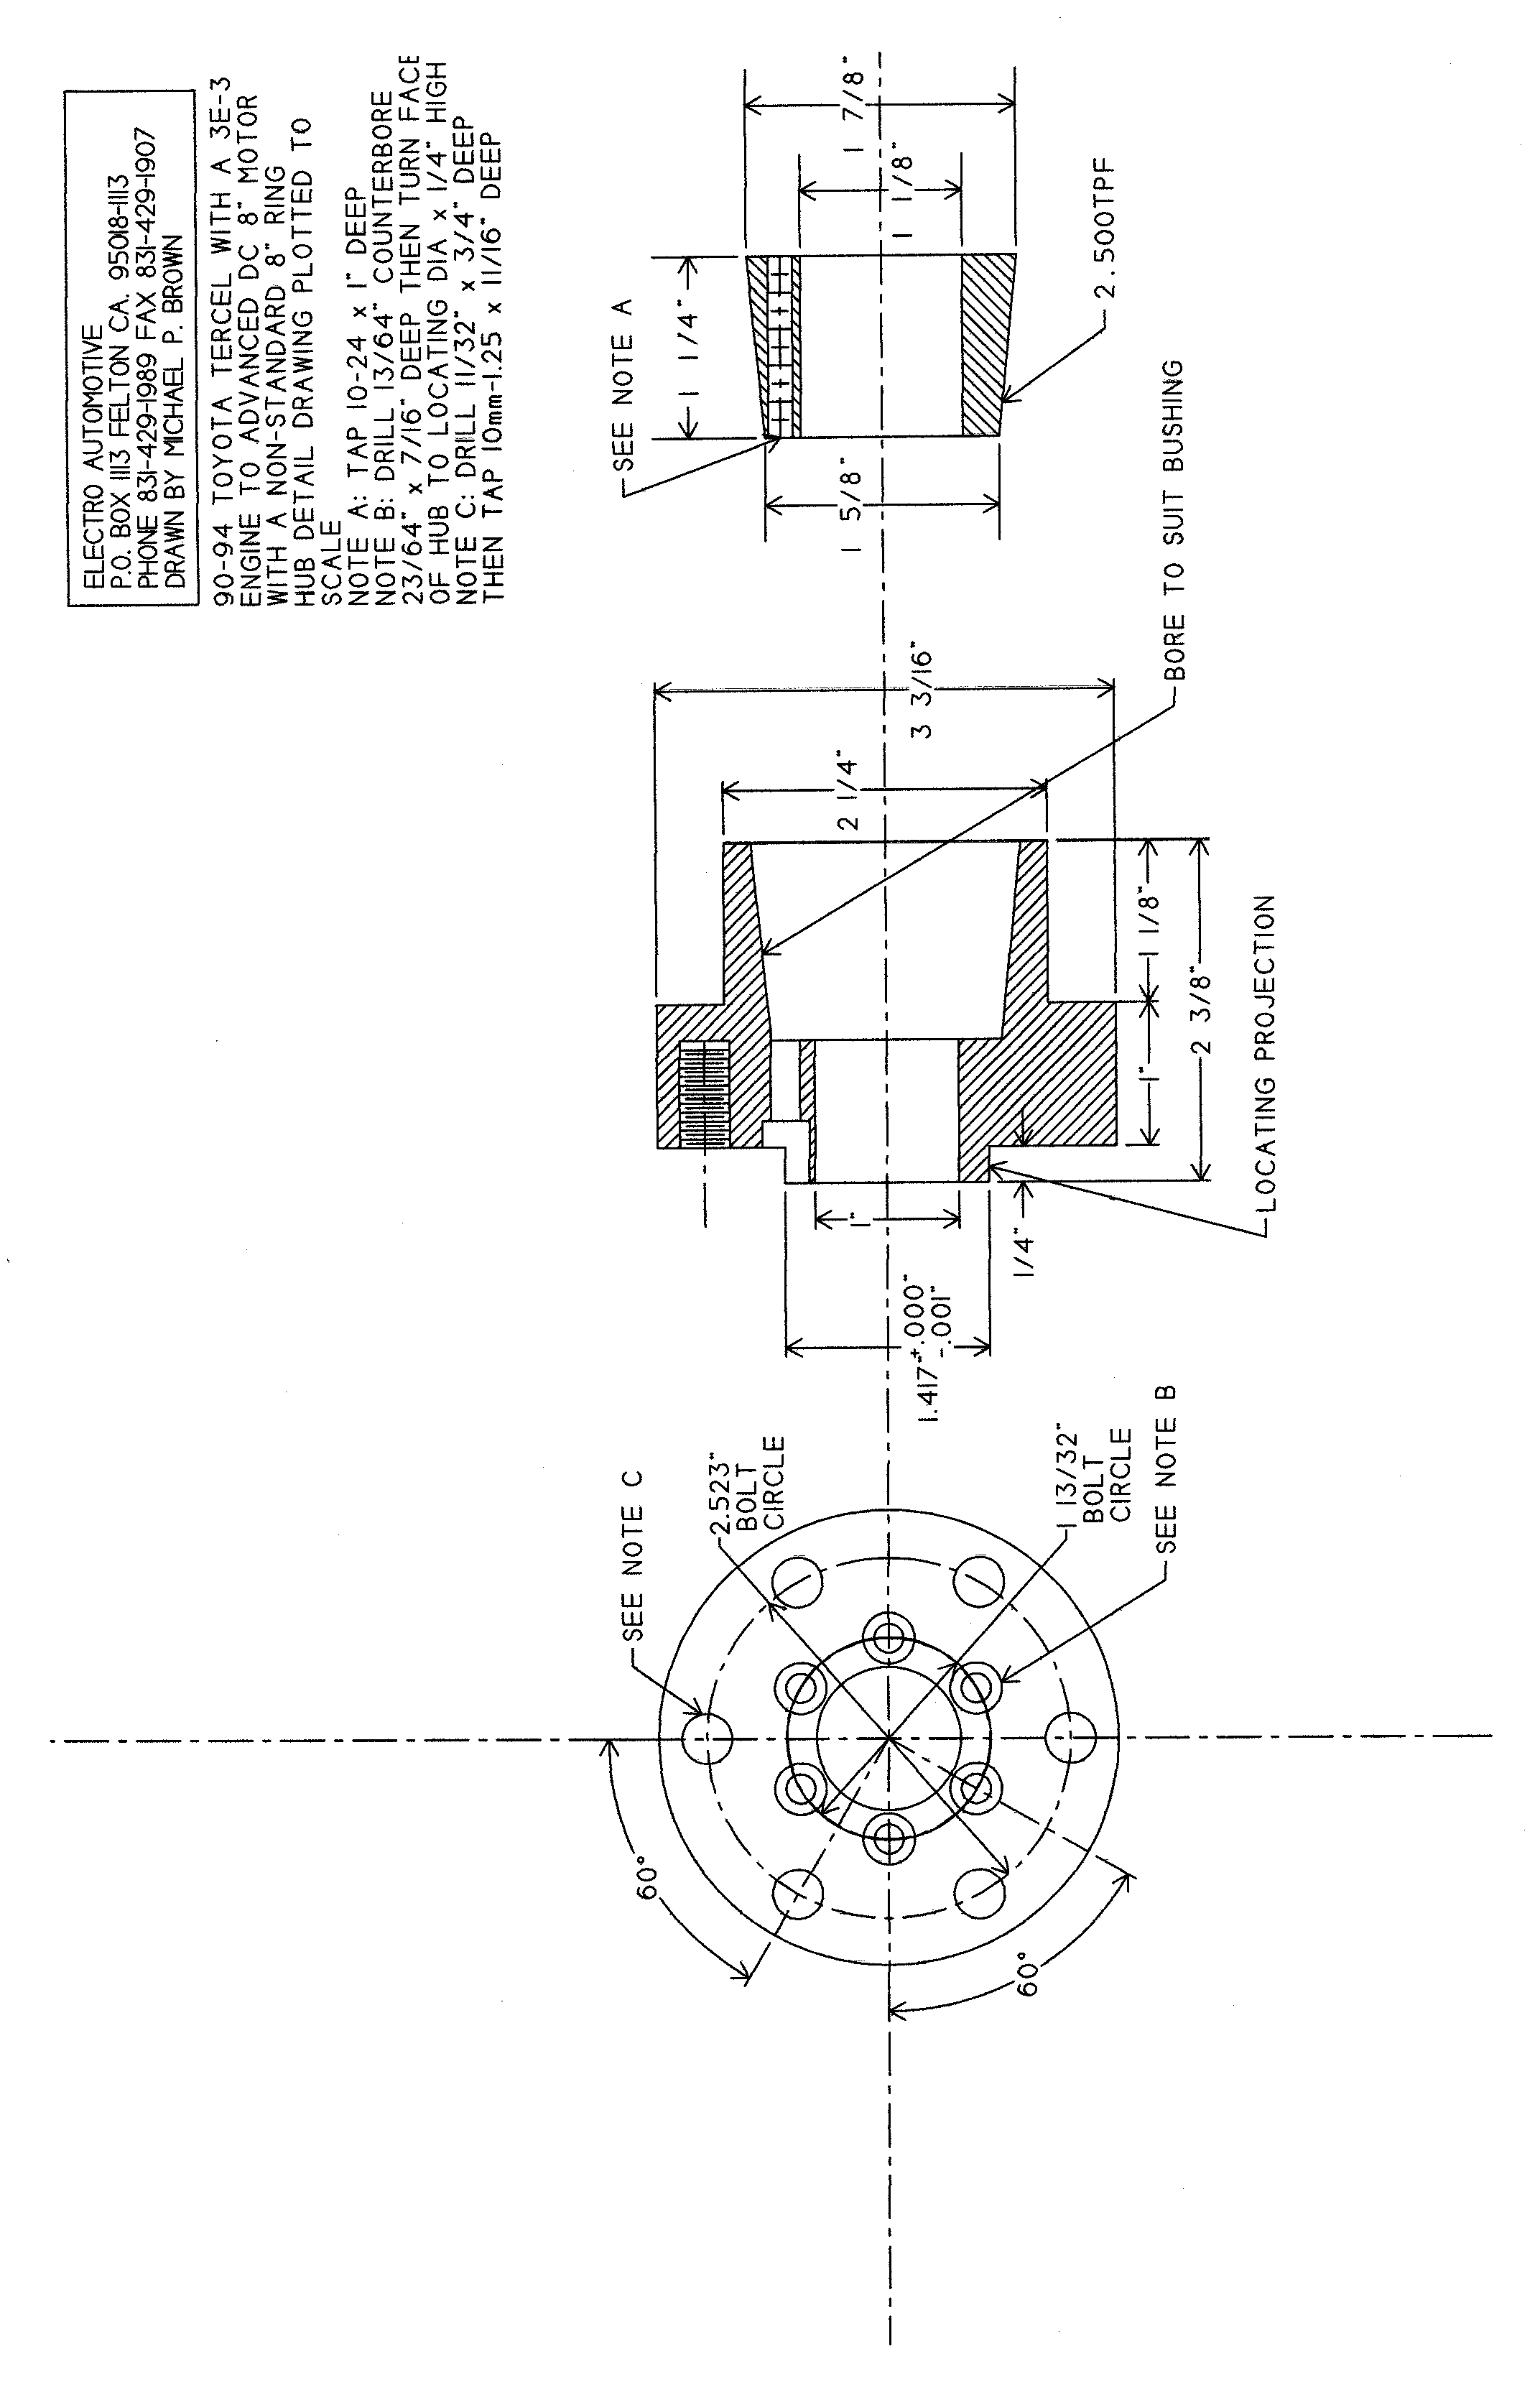 ELECTRO AUTOMOTIVE
P.O. BOX 1113 FELTON CA. 95018-1113
PHONE 831-429-1989 FAX 831-429-1907
DRAWN BY MICHAEL P. BROWN
90-94 TOYOTA TERCEL WITH A 3E-3
ENGINE TO ADVANCED DC 8" MOTOR
WITH A NON-STANDARD 8" RING
HUB DETAIL DRAWING PLOTTED TO
SCALE
NOTE A: TAP 10-24 x 1" DEEP
NOTE B: DRILL 13/64" COUNTERBORE
23/64" x 7/16" DEEP THEN TURN FACE
OF HUB TO LOCATING DIA x 1/4" HIGH
NOTE C: DRILL 11/32" x 3/4" DEEP
THEN TAP 10mm-1.25 x 11/16" DEEP
SEE NOTE C
2.523"
BOLT
CIRCLE
60°
60°
1 13/32"
BOLT
CIRCLE
SEE NOTE B
1"
1.417"
+.000"
-.001"
1/4"
LOCATING PROJECTION
2 1/4"
3 3/16"
1"
1 1/8"
2 3/8"
BORE TO SUIT BUSHING
SEE NOTE A
1 1/4"
1 5/8"
1 1/8"
1 7/8"
2.500TPF